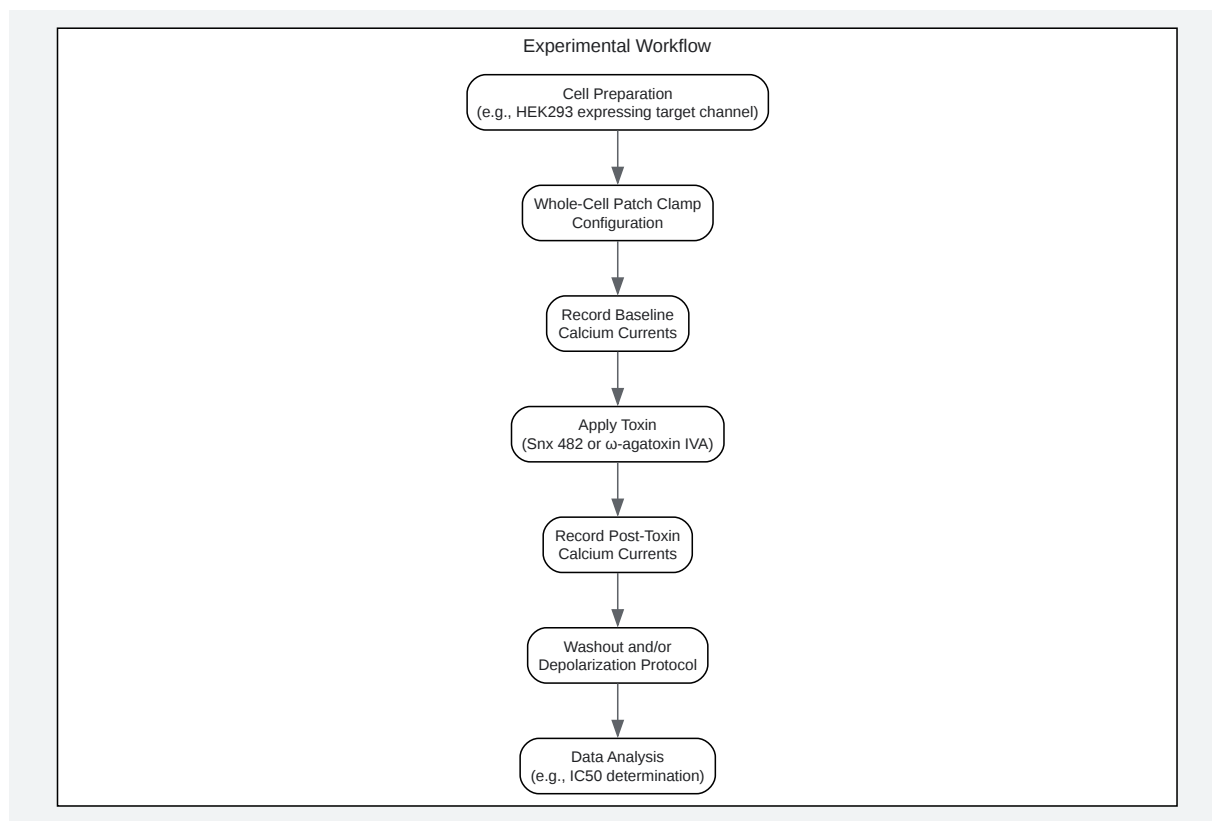 Experimental Workflow
Cell Preparation
(e.g., HEK293 expressing target channel)
Whole-Cell Patch Clamp
Configuration
Record Baseline
Calcium Currents
Apply Toxin
(Snx 482 or ω-agatoxin IVA)
Record Post-Toxin
Calcium Currents
Washout and/or
Depolarization Protocol
Data Analysis
(e.g., IC50 determination)